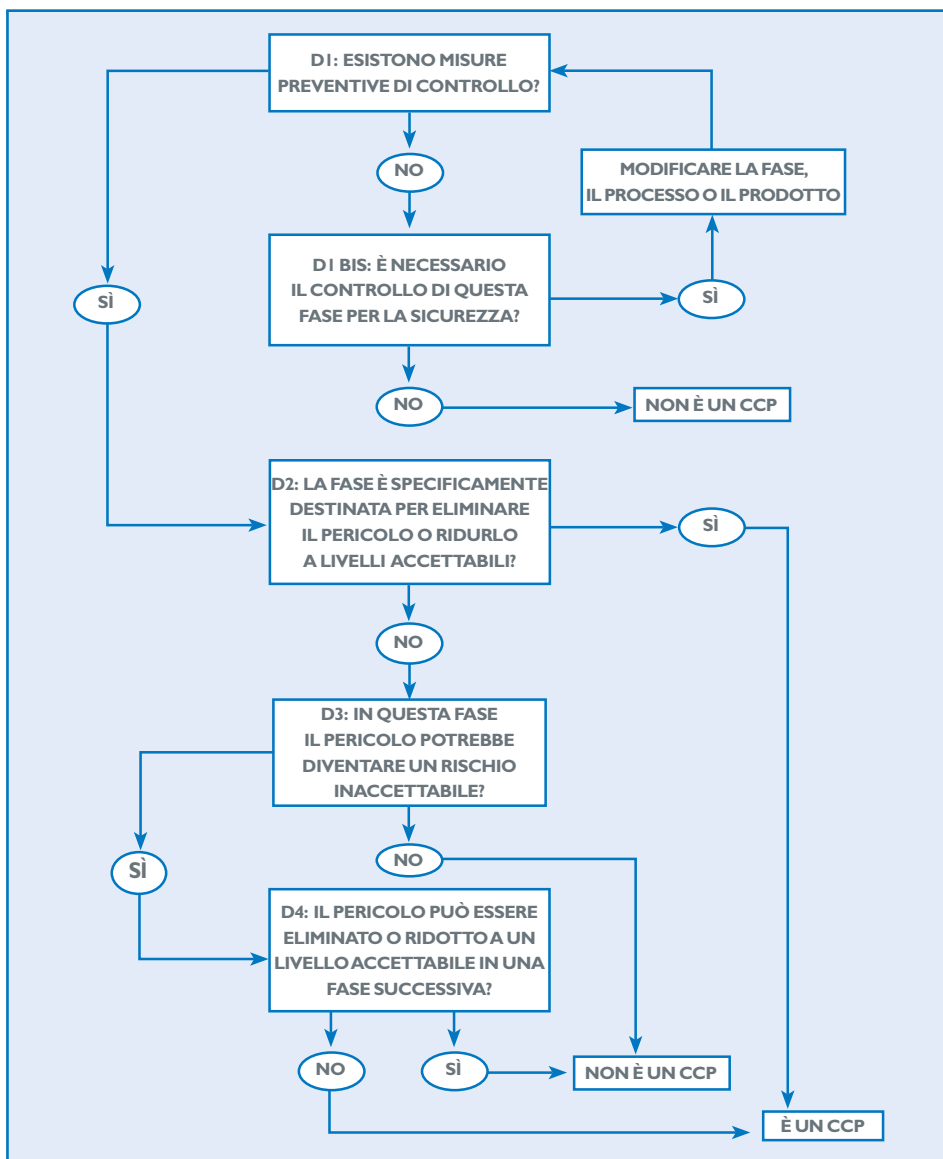 D1: ESISTONO MISURE
PREVENTIVE DI CONTROLLO?
NO
MODIFICARE LA FASE,
IL PROCESSO O IL PRODOTTO
D1 BIS: È NECESSARIO
IL CONTROLLO DI QUESTA
FASE PER LA SICUREZZA?
SÌ
SÌ
NO
NON È UN CCP
D2: LA FASE È SPECIFICAMENTE
DESTINATA PER ELIMINARE
IL PERICOLO O RIDURLO
A LIVELLI ACCETTABILI?
SÌ
NO
D3: IN QUESTA FASE
IL PERICOLO POTREBBE
DIVENTARE UN RISCHIO
INACCETTABILE?
NO
SÌ
D4: IL PERICOLO PUÒ ESSERE
ELIMINATO O RIDOTTO A UN
LIVELLO ACCETTABILE IN UNA
FASE SUCCESSIVA?
NO
SÌ
NON È UN CCP
È UN CCP